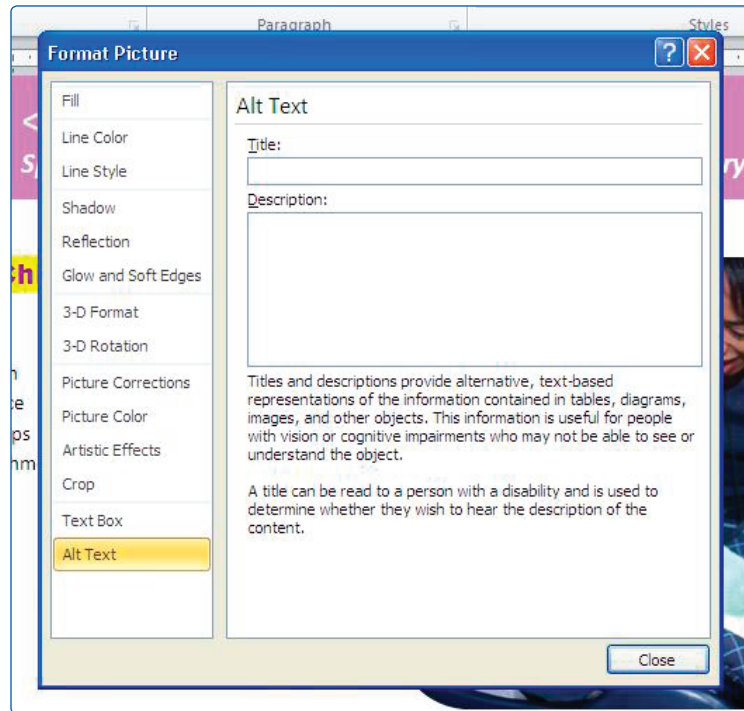 Paragraph
Styles
Format Picture
Fill
Line Color
Line Style
Shadow
Reflection
Glow and Soft Edges
3-D Format
3-D Rotation
Picture Corrections
Picture Color
Artistic Effects
Crop
Text Box
Alt Text
Alt Text
Title:
Description:
Titles and descriptions provide alternative, text-based
representations of the information contained in tables, diagrams,
images, and other objects. This information is useful for people
with vision or cognitive impairments who may not be able to see or
understand the object.
A title can be read to a person with a disability and is used to
determine whether they wish to hear the description of the
content.
Close